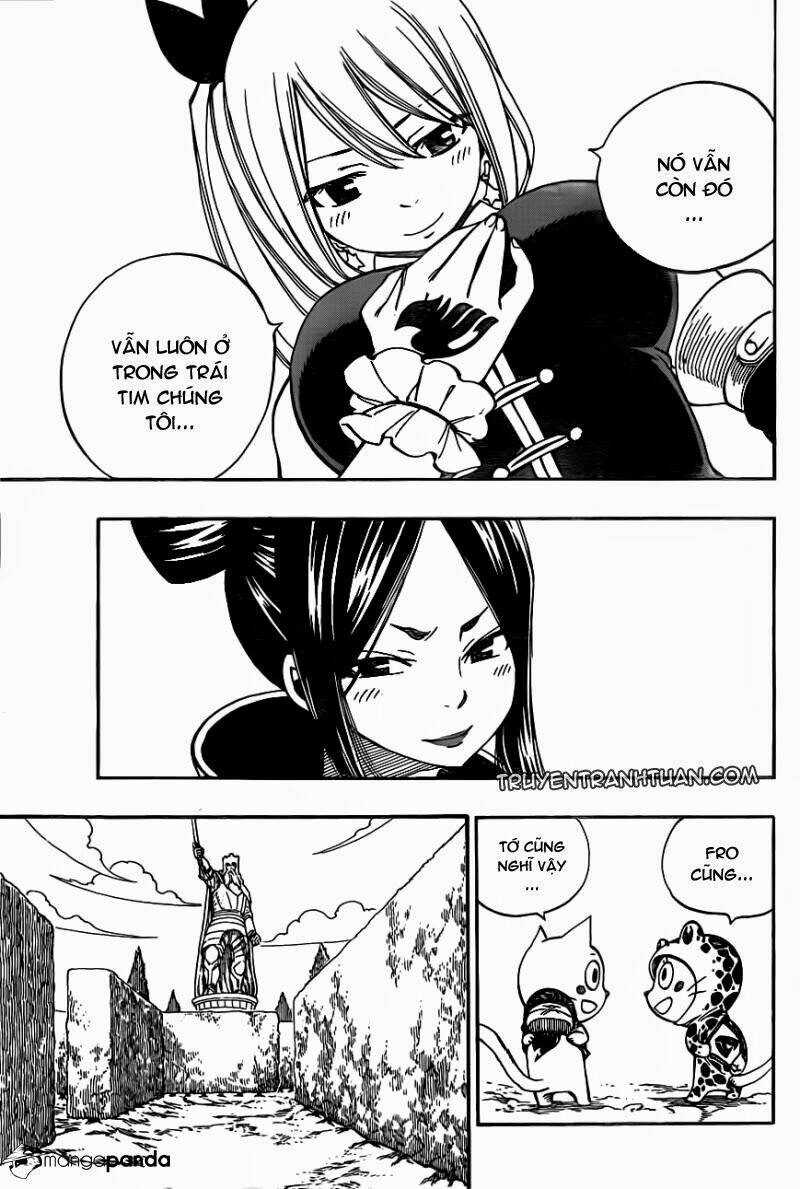 NÓ VẪN
CÒN ĐÓ
...
VẪN LUÔN Ở
TRONG TRÁI
TIM CHÚNG
TÔI...
TRUYENTRANHTUAN.COM
FRO
CŨNG...
TỚ CŨNG
NGHĨ VẬY
...
mangapanda